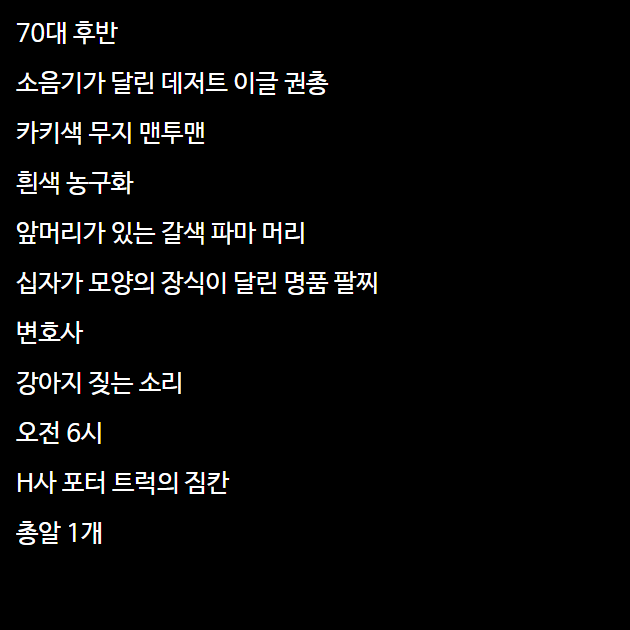 70대 후반
소음기가 달린 데저트 이글 권총
카키색 무지 맨투맨
흰색 농구화
앞머리가 있는 갈색 파마 머리
십자가 모양의 장식이 달린 명품 팔찌
변호사
강아지 짖는 소리
오전 6시
H사 포터 트럭의 짐칸
총알 1개